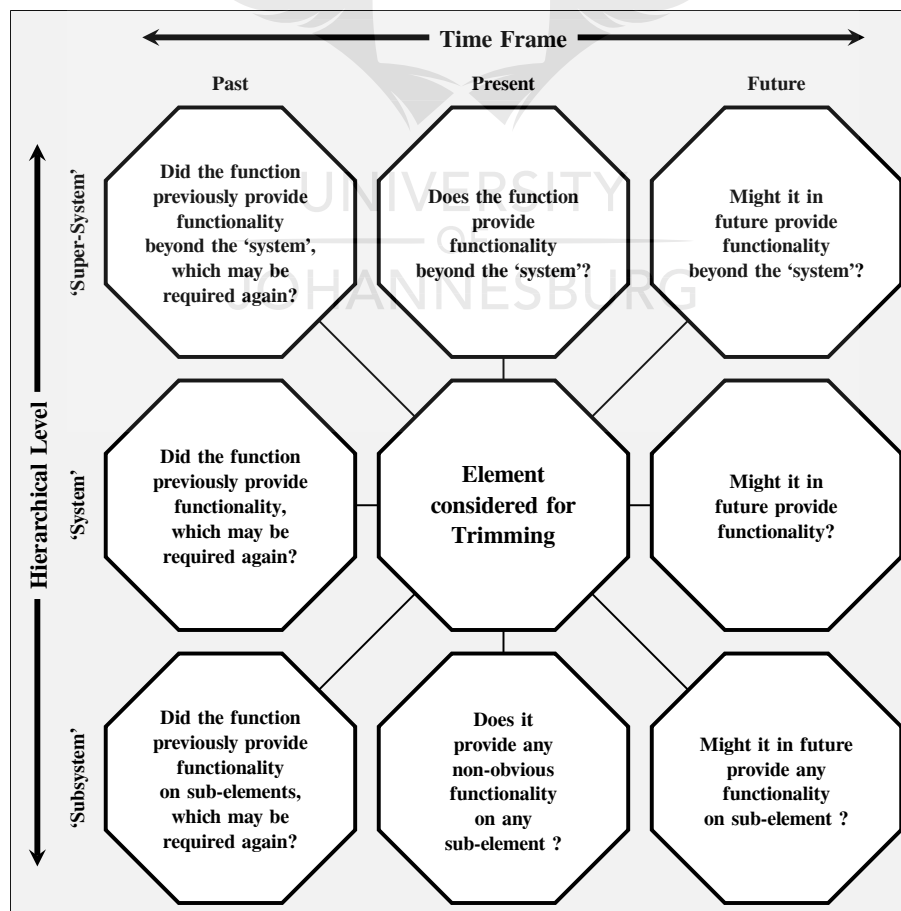 Time Frame
Past
Present
Future
Hierarchical Level
‘Super-System’
Did the function
previously provide
functionality
beyond the ‘system’,
which may be
required again?
Does the function
provide
functionality
beyond the ‘system’?
Might it in
future provide
functionality
beyond the ‘system’?
UNIVERSITY
OF
JOHANNESBURG
‘System’
Did the function
previously provide
functionality,
which may be
required again?
Element
considered for
Trimming
Might it in
future provide
functionality?
‘Subsystem’
Did the function
previously provide
functionality
on sub-elements,
which may be
required again?
Does it
provide any
non-obvious
functionality
on any
sub-element ?
Might it in future
provide any
functionality
on sub-element ?